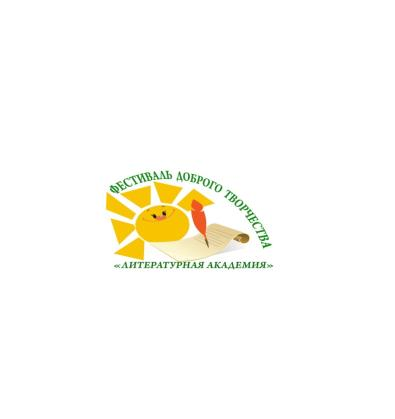 ФЕСТИВАЛЬ ДОБРОГО ТВОРЧЕСТВА
«ЛИТЕРАТУРНАЯ АКАДЕМИЯ»